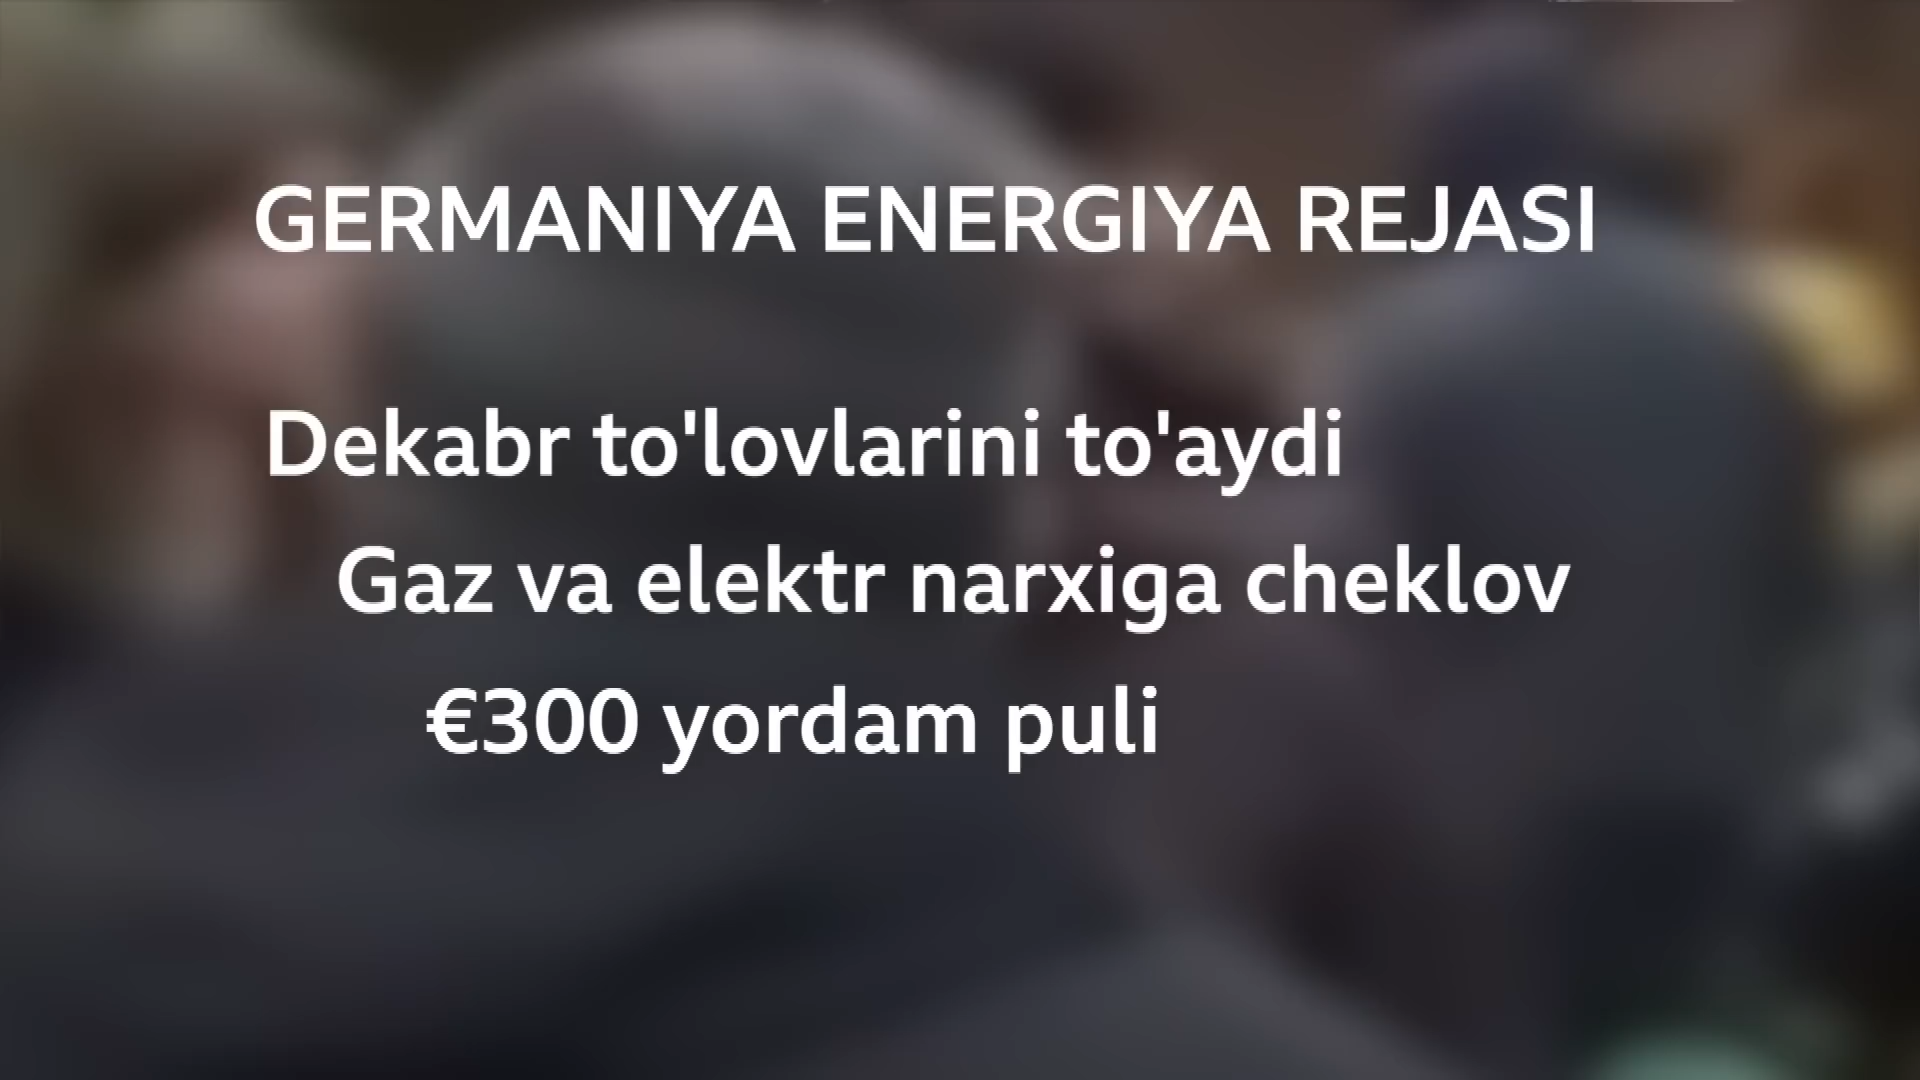 GERMANIYA ENERGIYA REJASI
Dekabr to'lovlarini to'aydi
Gaz va elektr narxiga cheklov
€300 yordam puli